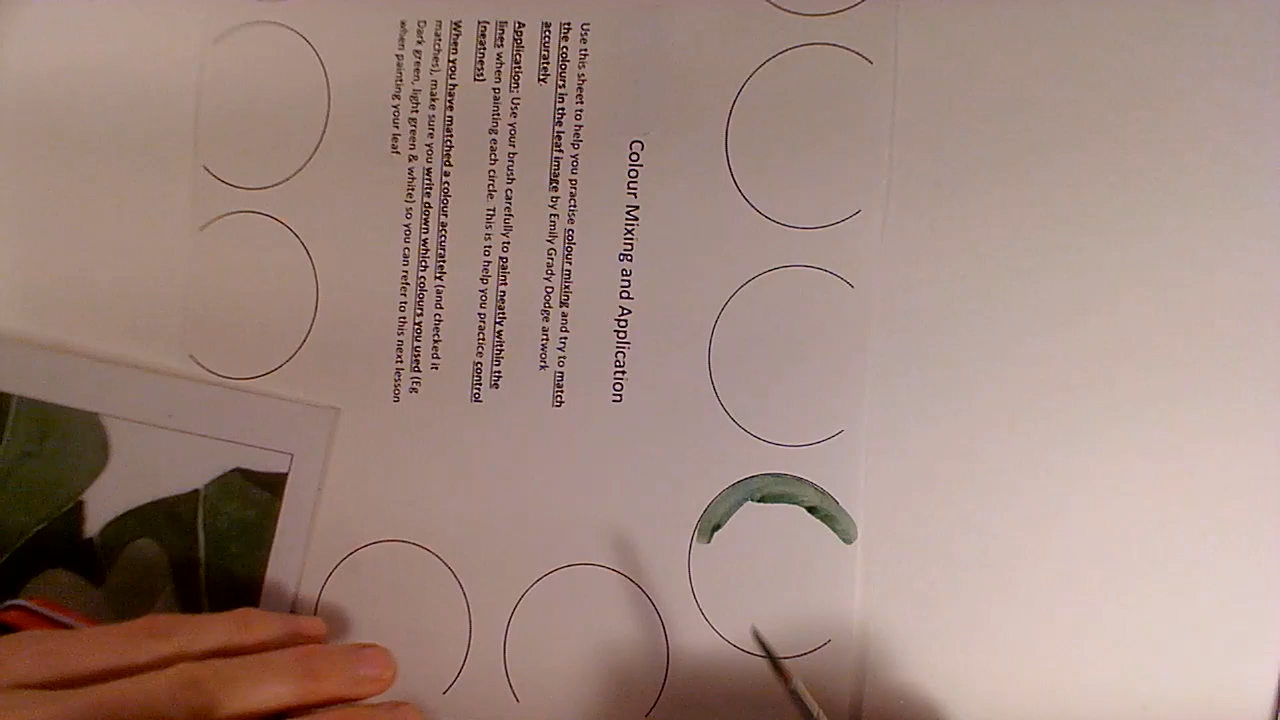 Colour Mixing and Application
Use this sheet to help you practise colour mixing and try to match
the colours in the leaf image by Emily Grady Dodge artwork
accurately.
Application: Use your brush carefully to paint neatly within the
lines when painting each circle. This is to help you practice control
(neatness)
When you have matched a colour accurately (and checked it
matches), make sure you write down which colours you used (Eg
Dark green, light green & white) so you can refer to this next lesson
when painting your leaf